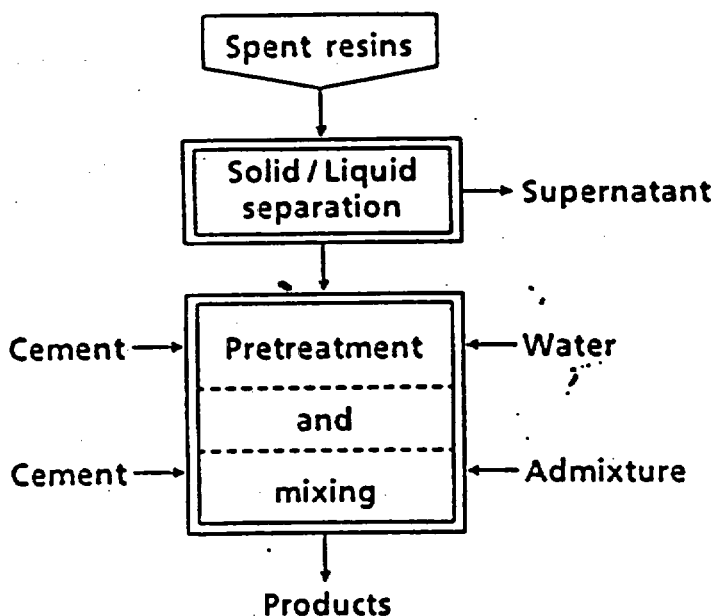 Spent resins
Solid / Liquid
separation
Supernatant
Cement
Pretreatment
Water
and
Cement
mixing
Admixture
Products